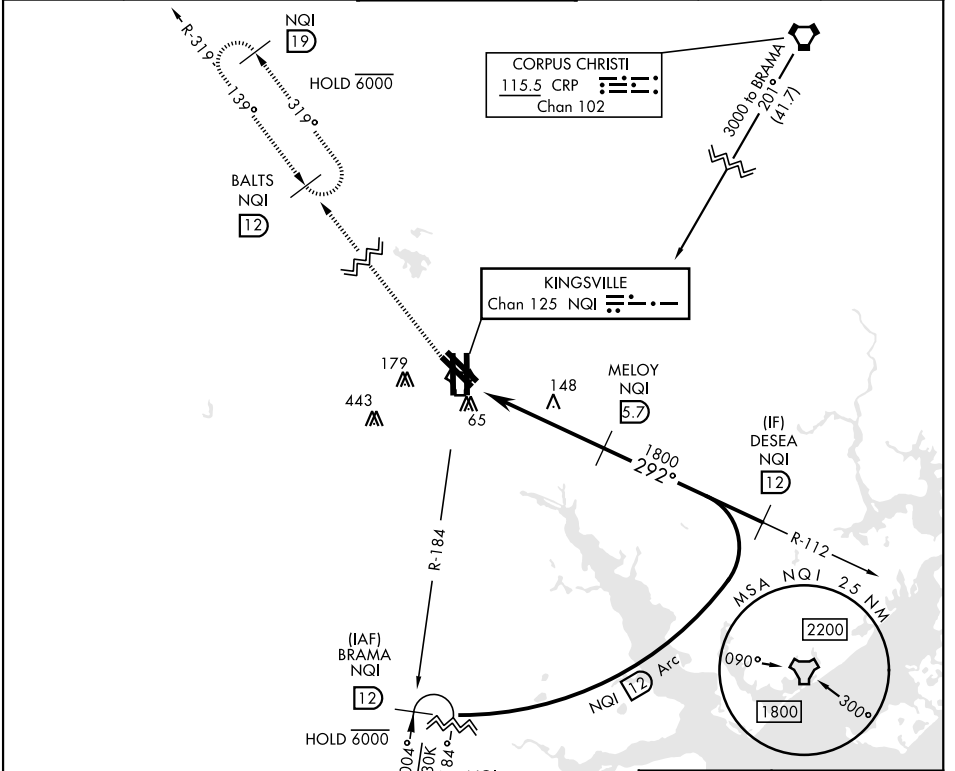 NQI
19
R-319
HOLD 6000
139°
319°
BALTS
NQI
12
CORPUS CHRISTI
115.5 CRP
Chan 102
3000 to BRAMA
201°
(41.7)
KINGSVILLE
Chan 125 NQI
179
443
65
148
MELOY
NQI
5.7
1800
292°
(IF)
DESEA
NQI
12
R-112
R-184
(IAF)
BRAMA
NQI
12
HOLD 6000
004°
NQI 12 Arc
MSA NQI 25 NM
2200
090°
1800
300°